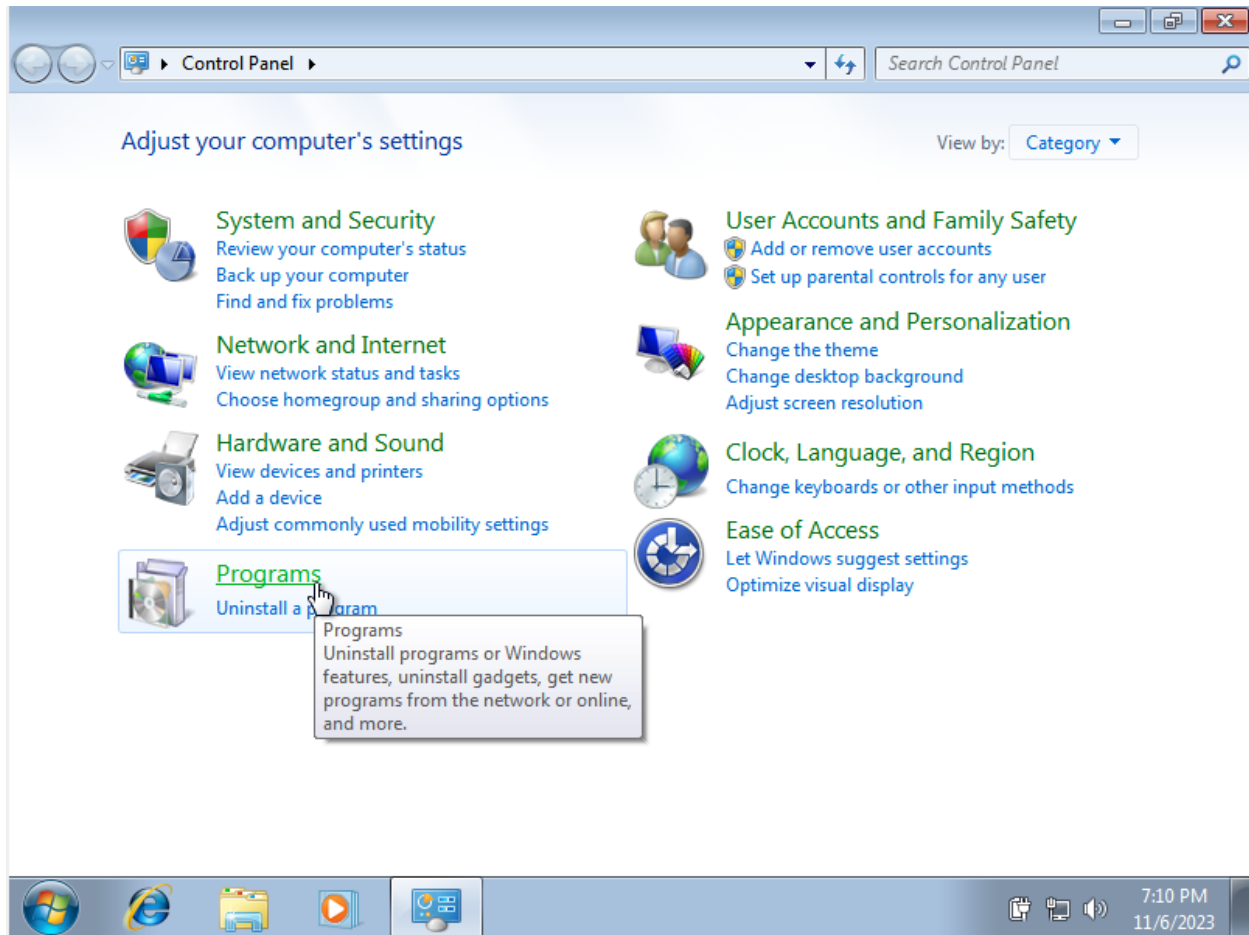 Control Panel
Search Control Panel
Adjust your computer's settings
View by: Category
System and Security
Review your computer's status
Back up your computer
Find and fix problems
Network and Internet
View network status and tasks
Choose homegroup and sharing options
Hardware and Sound
View devices and printers
Add a device
Adjust commonly used mobility settings
Programs
Uninstall a program
Programs
Uninstall programs or Windows
features, uninstall gadgets, get new
programs from the network or online,
and more.
User Accounts and Family Safety
Add or remove user accounts
Set up parental controls for any user
Appearance and Personalization
Change the theme
Change desktop background
Adjust screen resolution
Clock, Language, and Region
Change keyboards or other input methods
Ease of Access
Let Windows suggest settings
Optimize visual display
7:10 PM
11/6/2023